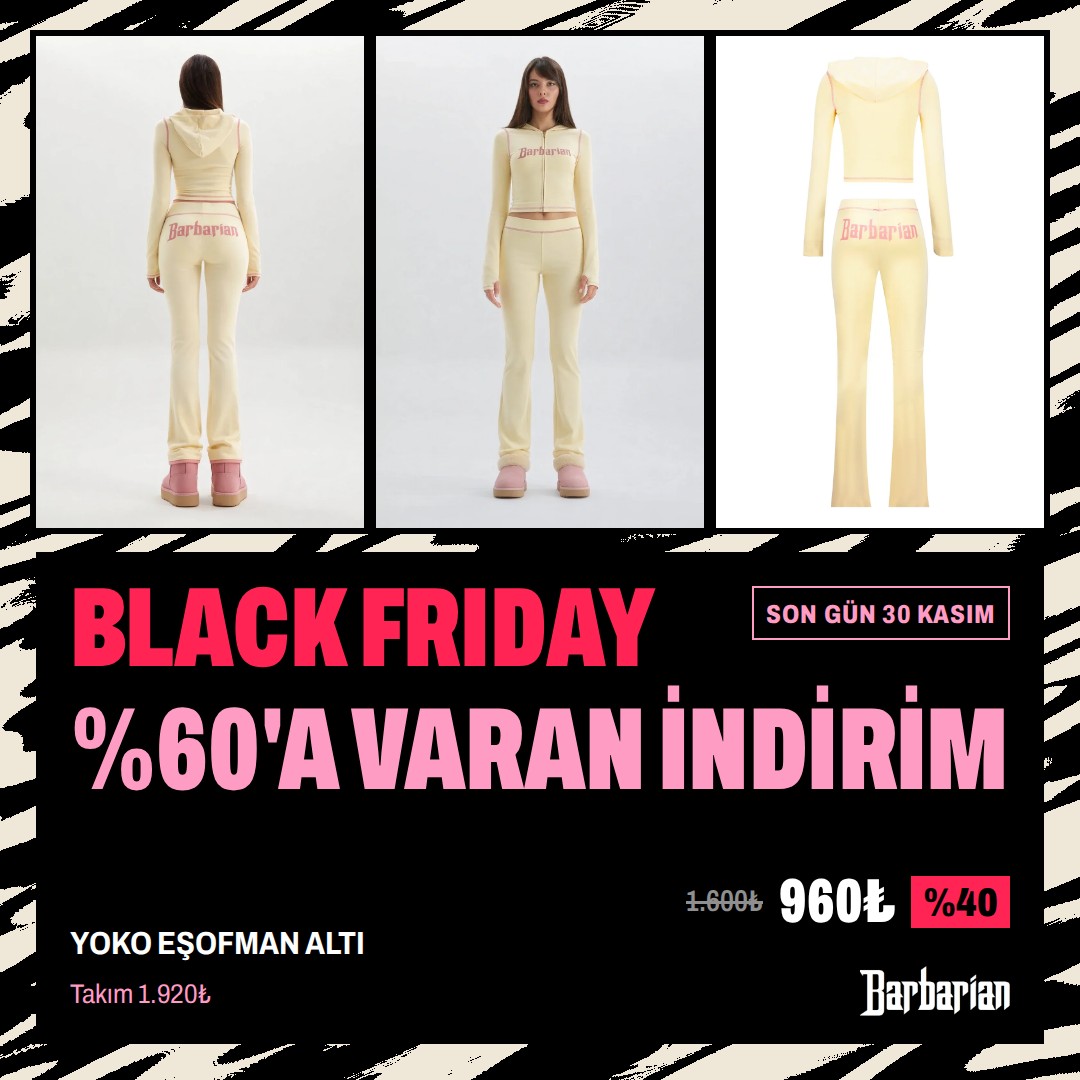 Barbarian
Barbarian
Barbarian
BLACK FRIDAY
SON GÜN 30 KASIM
%60'A VARAN İNDİRİM
1.600₺ 960₺ %40
YOKO EŞOFMAN ALTI
Takım 1.920₺
Barbarian